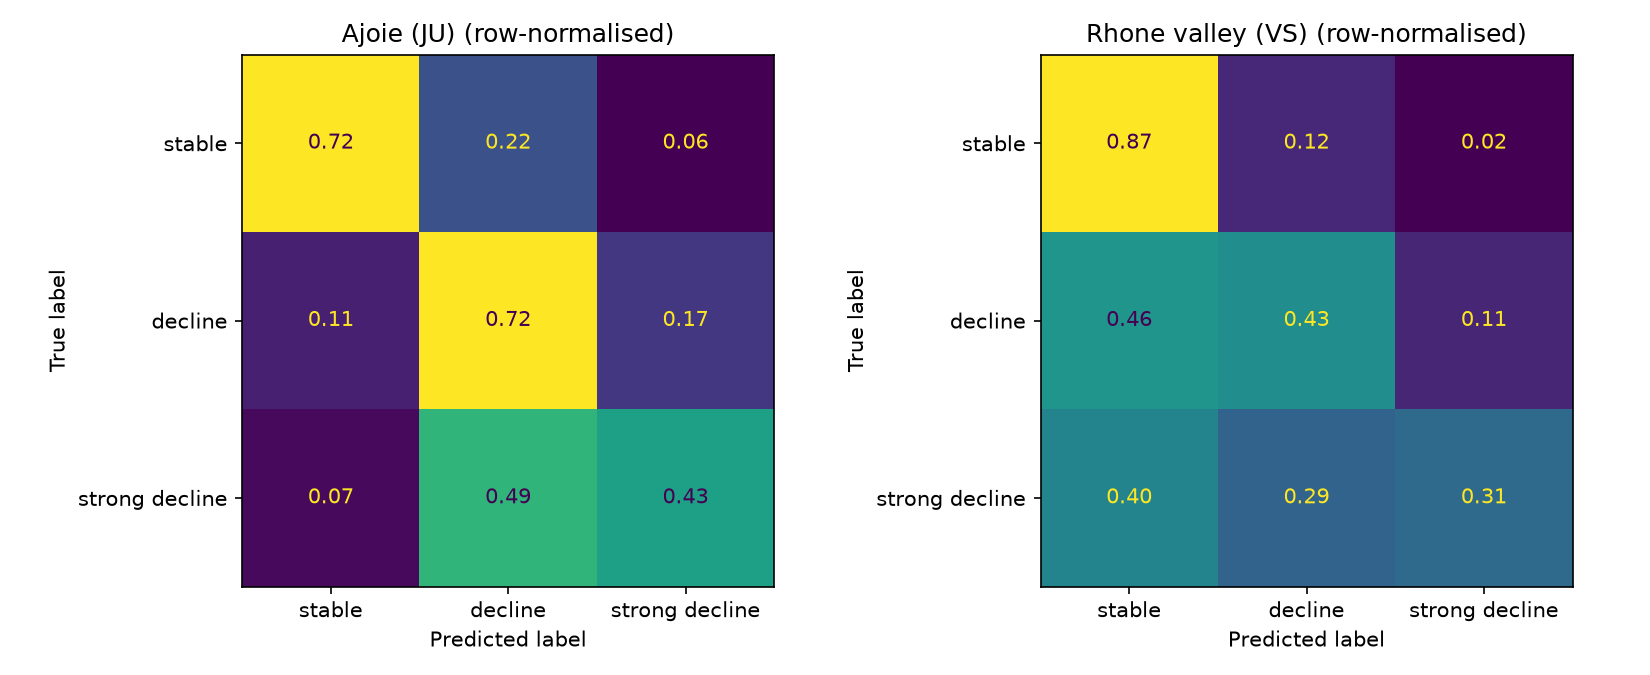 Ajoie (JU) (row-normalised)
True label
stable
0.72 0.22 0.06
decline
0.11 0.72 0.17
strong decline
0.07 0.49 0.43
stable decline strong decline
Predicted label
Rhone valley (VS) (row-normalised)
True label
stable
0.87 0.12 0.02
decline
0.46 0.43 0.11
strong decline
0.40 0.29 0.31
stable decline strong decline
Predicted label